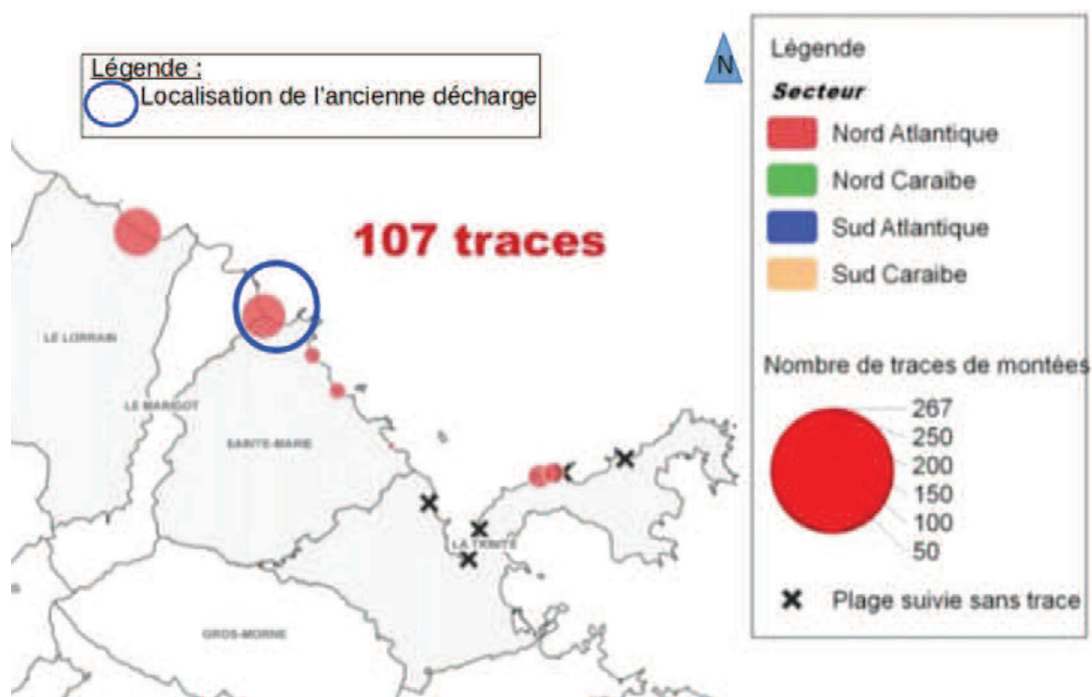 Légende :
Localisation de l'ancienne décharge
N
107 traces
LE LORRAIN
LE MARIGOT
SAINTE-MARIE
LA TRINITÉ
GROS-MORNE
Légende
Secteur
Nord Atlantique
Nord Caraibe
Sud Atlantique
Sud Caraibe
Nombre de traces de montées
267
250
200
150
100
50
Plage suivie sans trace